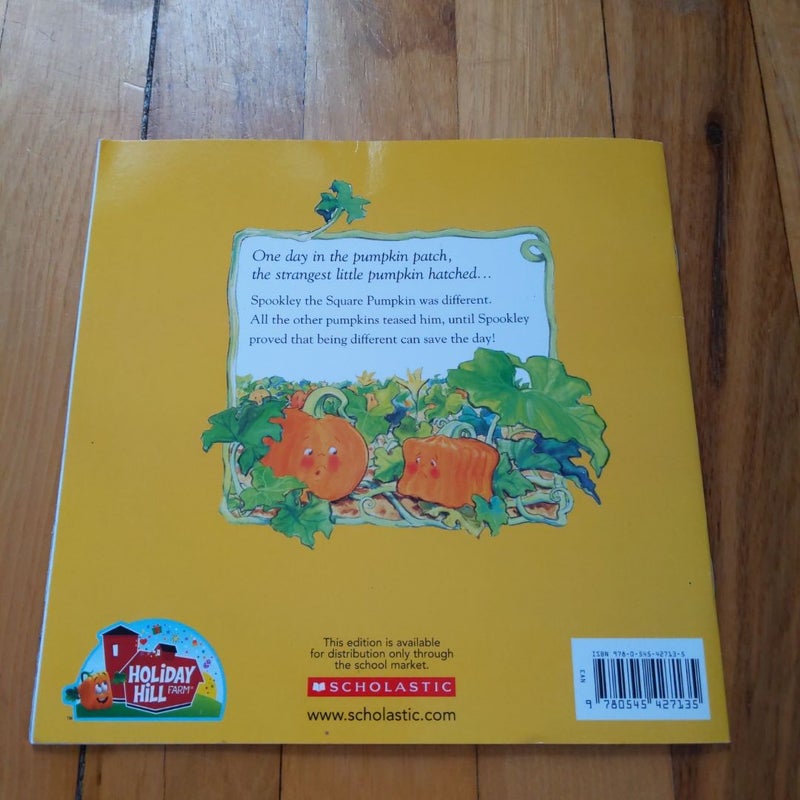 One day in the pumpkin patch,
the strangest little pumpkin hatched...
Spookley the Square Pumpkin was different.
All the other pumpkins teased him, until Spookley
proved that being different can save the day!
HOLiDAY
HiLL FARM™
™
This edition is available
for distribution only through
the school market.
SCHOLASTIC
www.scholastic.com
ISBN 978-0-545-42713-5
EAN
9 780545 427135